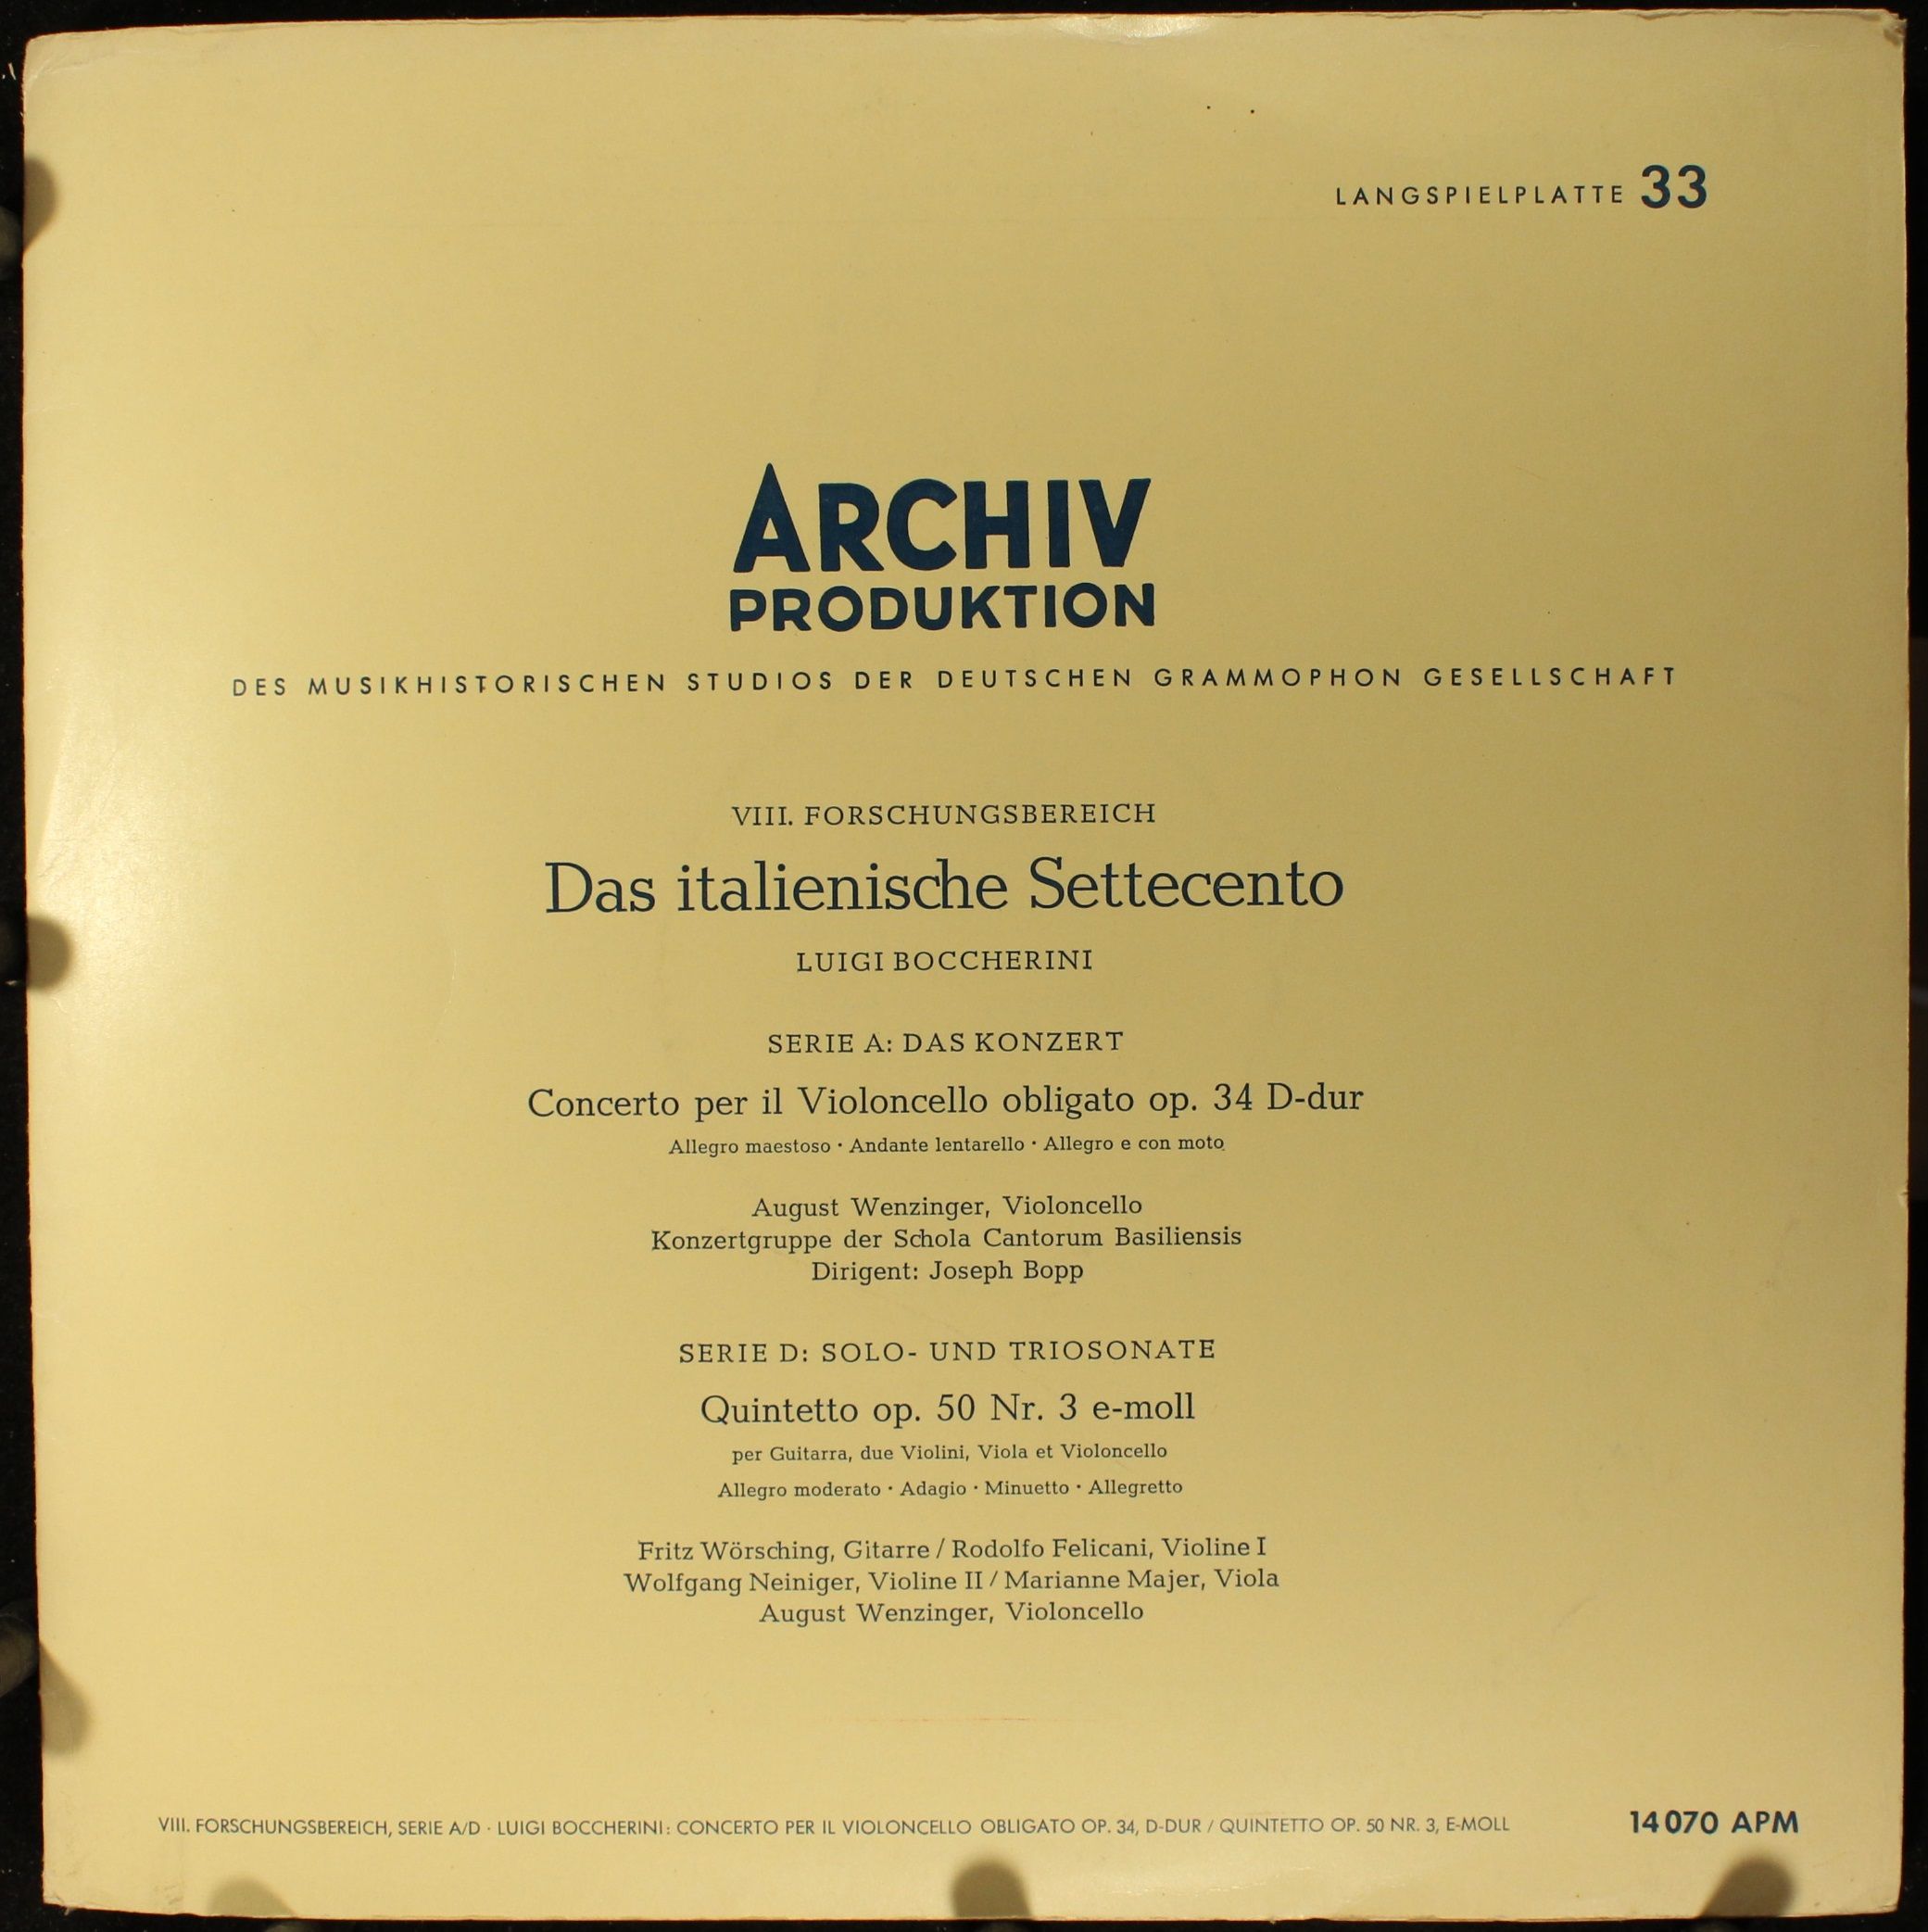 LANGSPIELPLATTE 33
ARCHIV
PRODUKTION
DES MUSIKHISTORISCHEN STUDIOS DER DEUTSCHEN GRAMMOPHON GESELLSCHAFT
VIII. FORSCHUNGSBEREICH
Das italienische Settecento
LUIGI BOCCHERINI
SERIE A: DAS KONZERT
Concerto per il Violoncello obligato op. 34 D-dur
Allegro maestoso · Andante lentarello · Allegro e con moto
August Wenzinger, Violoncello
Konzertgruppe der Schola Cantorum Basiliensis
Dirigent: Joseph Bopp
SERIE D: SOLO- UND TRIOSONATE
Quintetto op. 50 Nr. 3 e-moll
per Guitarra, due Violini, Viola et Violoncello
Allegro moderato · Adagio · Minuetto · Allegretto
Fritz Wörsching, Gitarre / Rodolfo Felicani, Violine I
Wolfgang Neiniger, Violine II / Marianne Majer, Viola
August Wenzinger, Violoncello
VIII. FORSCHUNGSBEREICH, SERIE A/D · LUIGI BOCCHERINI: CONCERTO PER IL VIOLONCELLO OBLIGATO OP. 34, D-DUR / QUINTETTO OP. 50 NR. 3, E-MOLL 14 070 APM